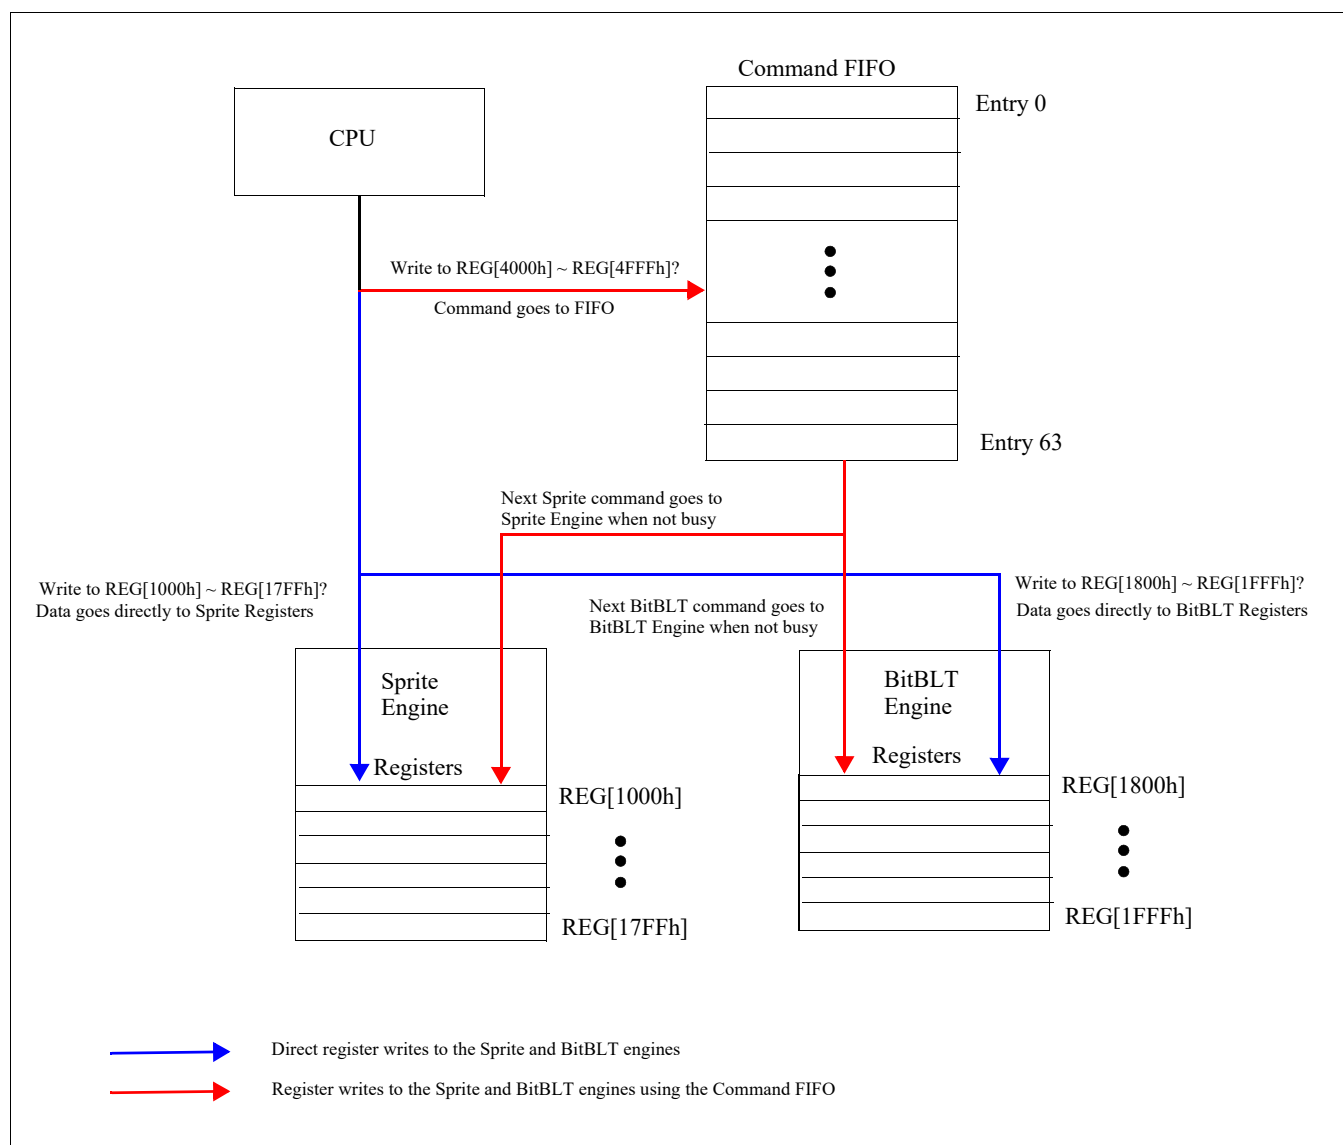 Command FIFO
Entry 0
CPU
Write to REG[4000h] ~ REG[4FFFh]?
Command goes to FIFO
Entry 63
Next Sprite command goes to
Sprite Engine when not busy
Write to REG[1000h] ~ REG[17FFh]?
Data goes directly to Sprite Registers
Next BitBLT command goes to
BitBLT Engine when not busy
Write to REG[1800h] ~ REG[1FFFh]?
Data goes directly to BitBLT Registers
Sprite
Engine
Registers
REG[1000h]
REG[17FFh]
BitBLT
Engine
Registers
REG[1800h]
REG[1FFFh]
Direct register writes to the Sprite and BitBLT engines
Register writes to the Sprite and BitBLT engines using the Command FIFO